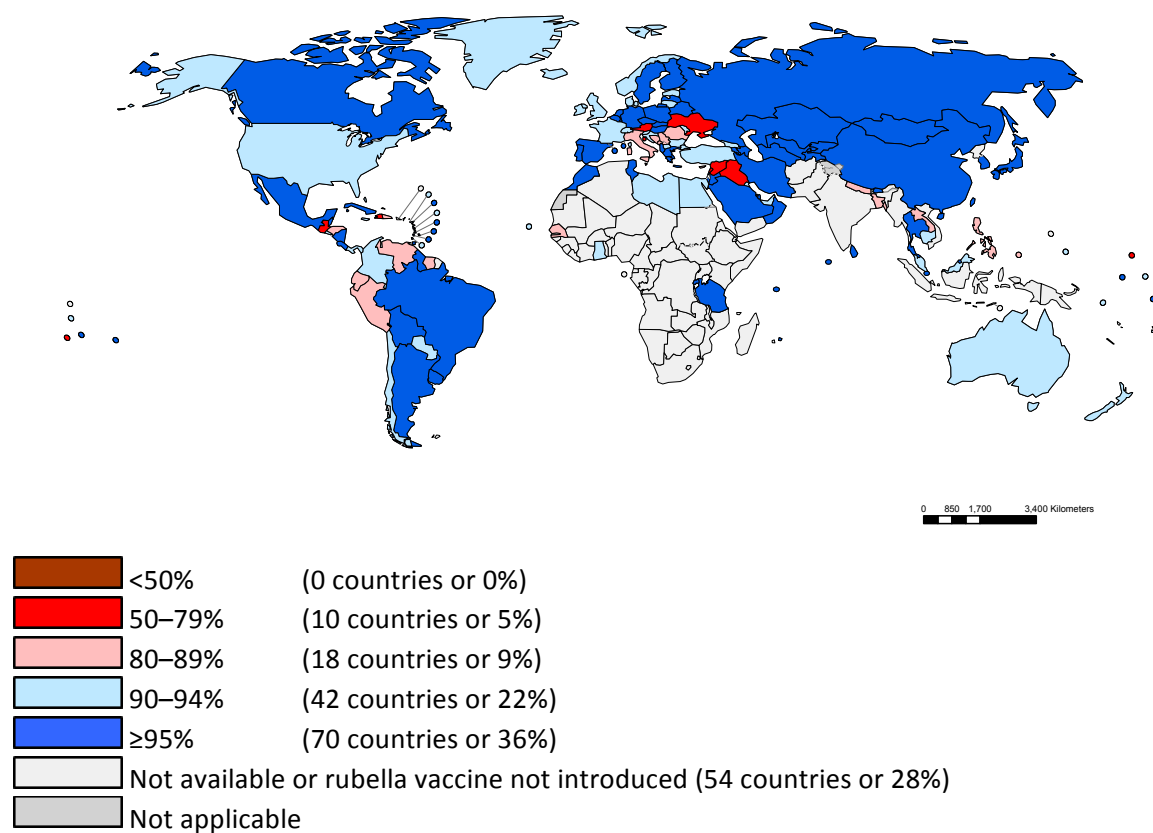 0 850 1,700 3,400 Kilometers
<50% (0 countries or 0%)
50–79% (10 countries or 5%)
80–89% (18 countries or 9%)
90–94% (42 countries or 22%)
≥95% (70 countries or 36%)
Not available or rubella vaccine not introduced (54 countries or 28%)
Not applicable